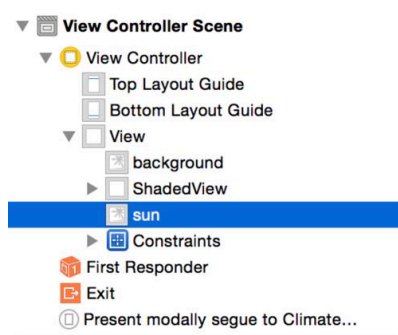 View Controller Scene
View Controller
Top Layout Guide
Bottom Layout Guide
View
background
ShadedView
sun
Constraints
First Responder
Exit
Present modally segue to Climate...